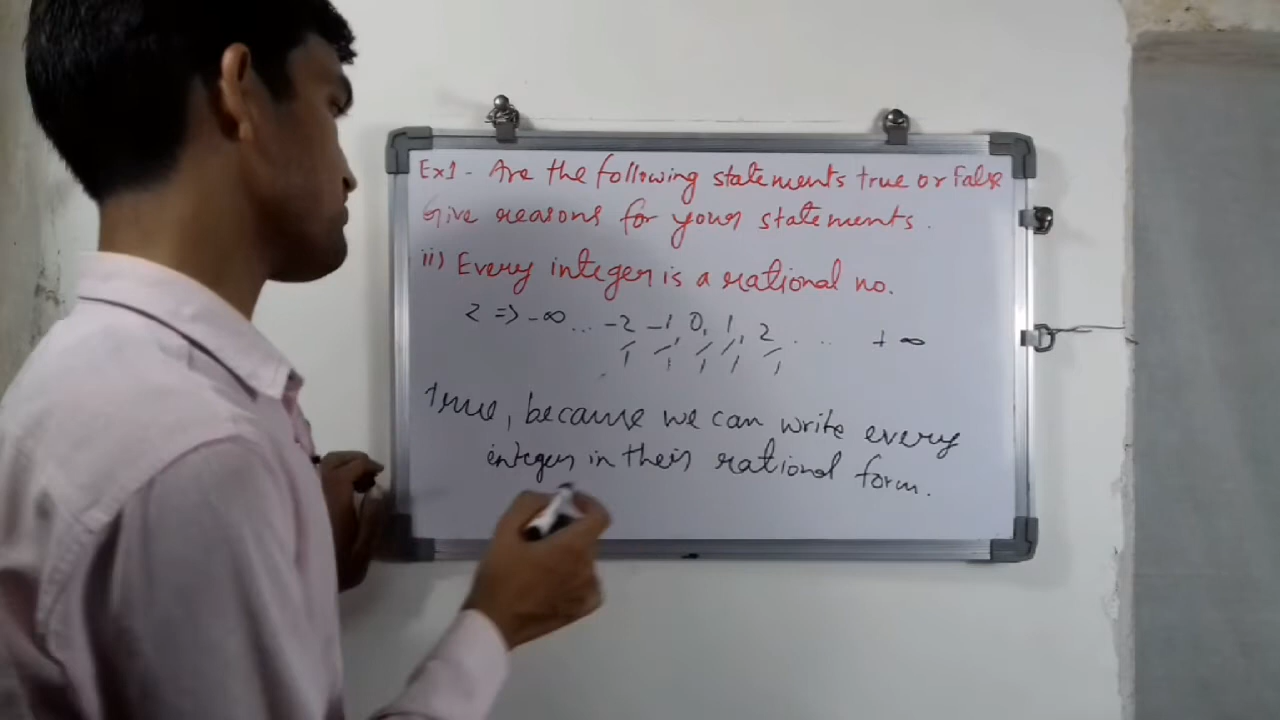 Ex1 - Are the following statements true or False
Give reasons for your statements.
ii) Every integer is a rational no.
Z => -∞ ... -2 -1 0, 1, 2 . .. + ∞
/1 /1 /1 /1 /1
True, because we can write every
integer in their rational form.